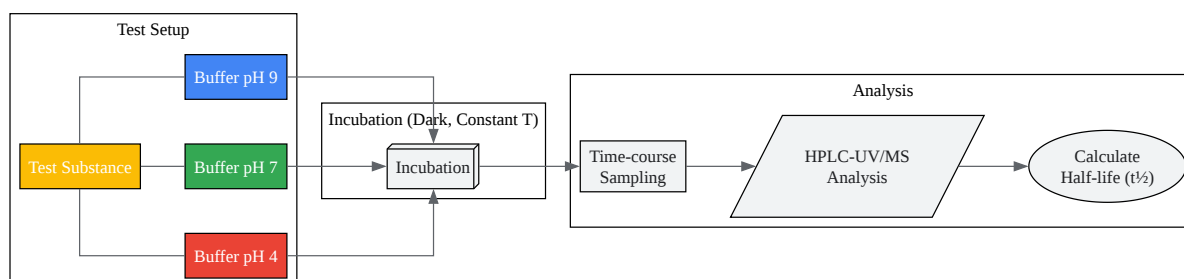 Test Setup
Buffer pH 9
Test Substance
Buffer pH 7
Buffer pH 4
Incubation (Dark, Constant T)
Incubation
Analysis
Time-course
Sampling
HPLC-UV/MS
Analysis
Calculate
Half-life (t½)